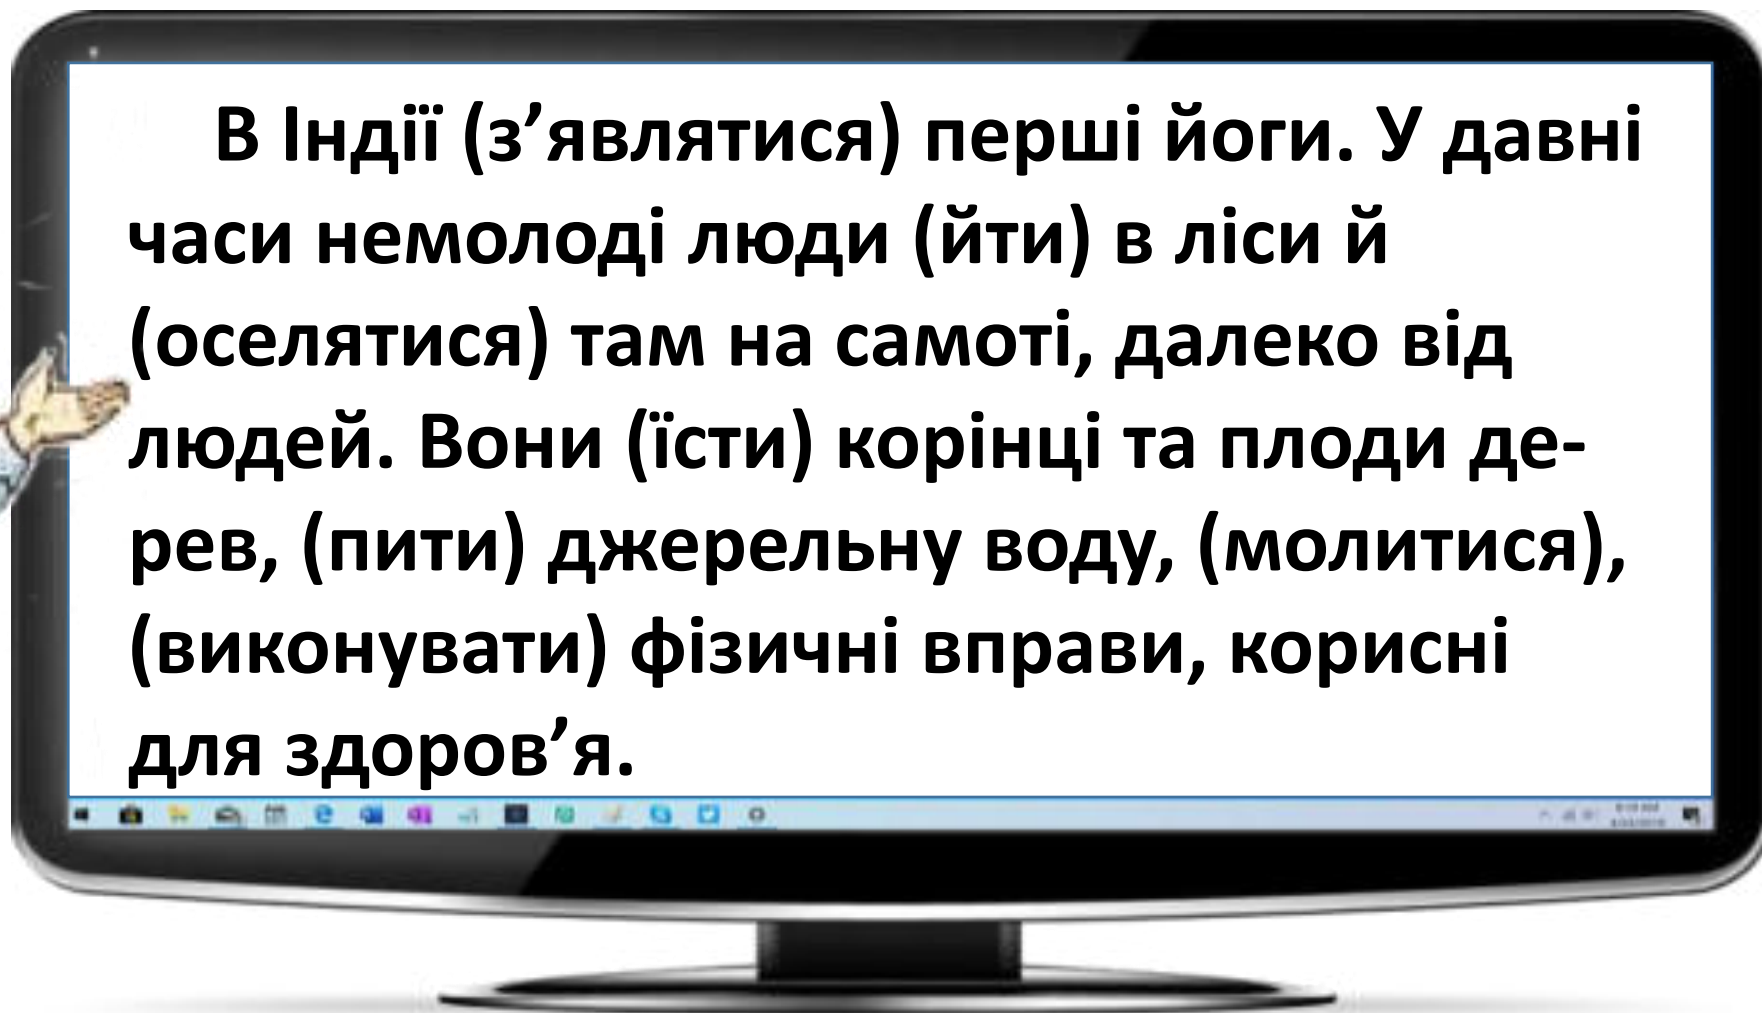 В Індії (з’являтися) перші йоги. У давні
часи немолоді люди (йти) в ліси й
(оселятися) там на самоті, далеко від
людей. Вони (їсти) корінці та плоди де-
рев, (пити) джерельну воду, (молитися),
(виконувати) фізичні вправи, корисні
для здоров’я.